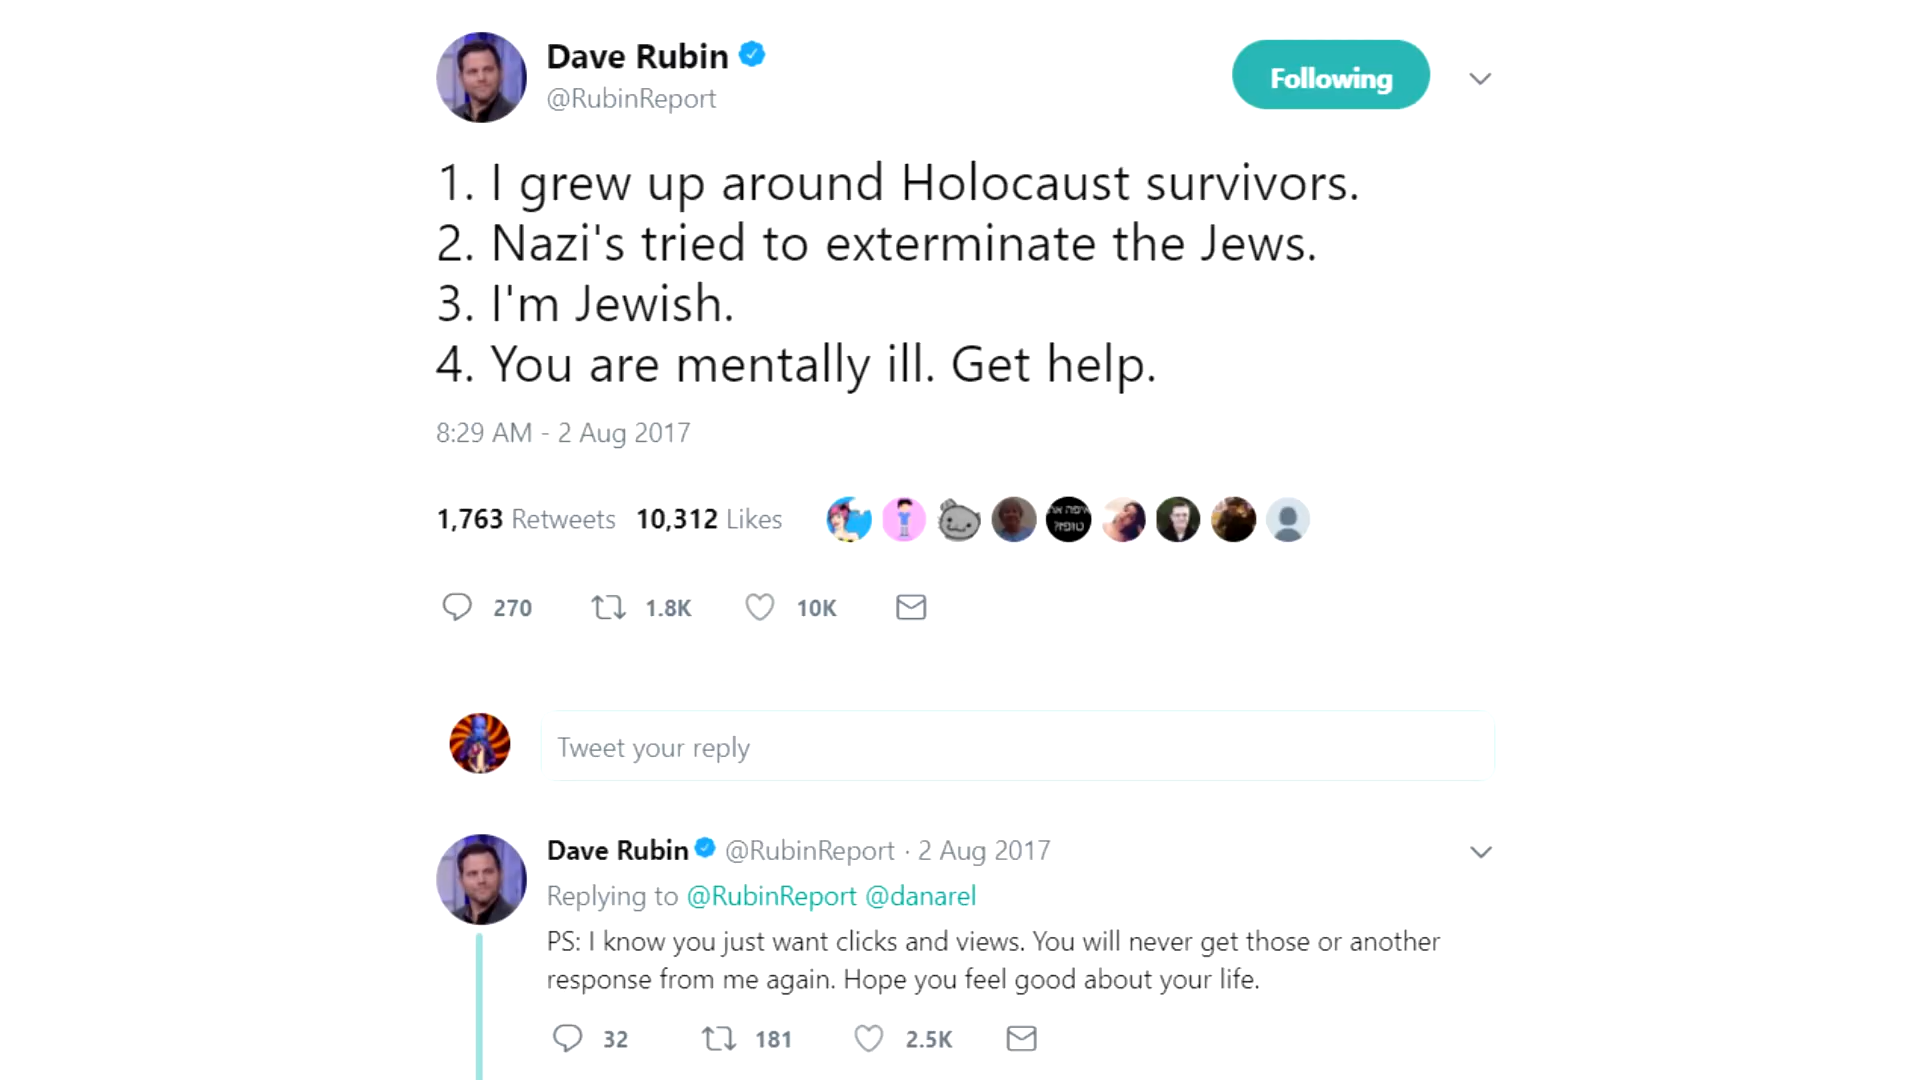 Dave Rubin
@RubinReport
Following
1. I grew up around Holocaust survivors.
2. Nazi's tried to exterminate the Jews.
3. I'm Jewish.
4. You are mentally ill. Get help.
8:29 AM - 2 Aug 2017
1,763 Retweets 10,312 Likes
270 1.8K 10K
Tweet your reply
Dave Rubin @RubinReport · 2 Aug 2017
Replying to @RubinReport @danarel
PS: I know you just want clicks and views. You will never get those or another
response from me again. Hope you feel good about your life.
32 181 2.5K